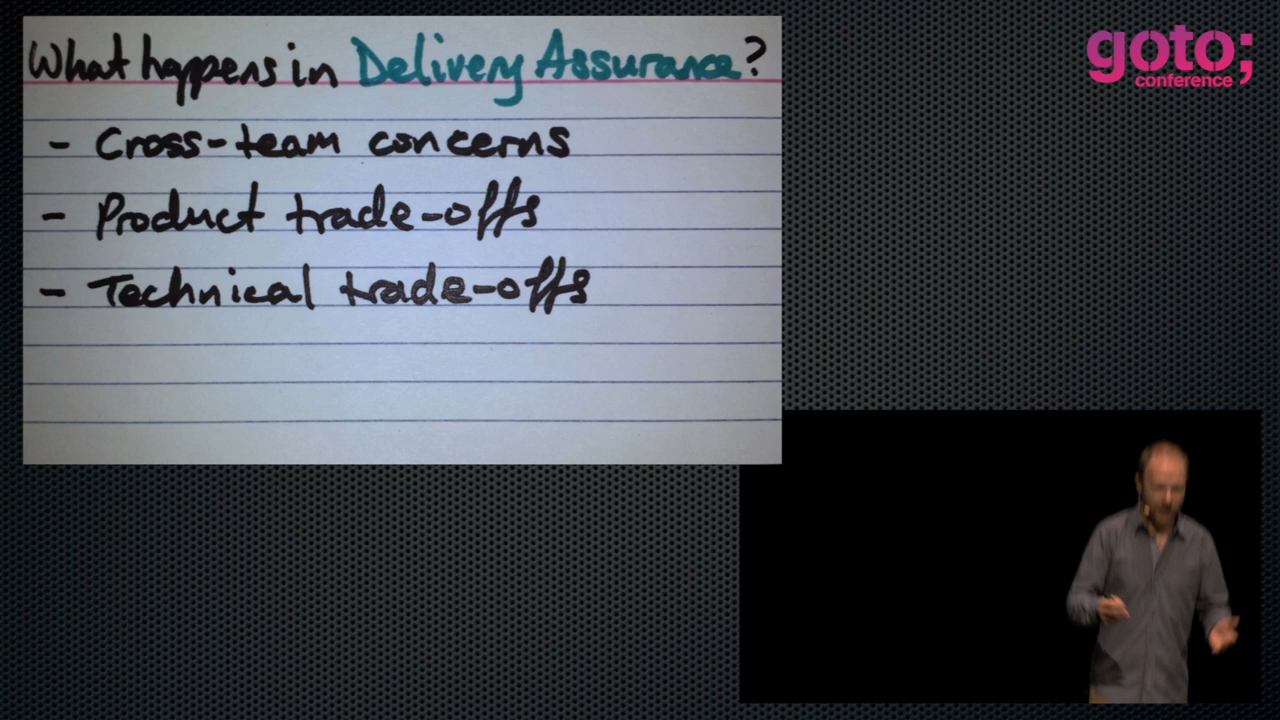 What happens in Delivery Assurance?
- Cross-team concerns
- Product trade-offs
- Technical trade-offs
goto;
conference